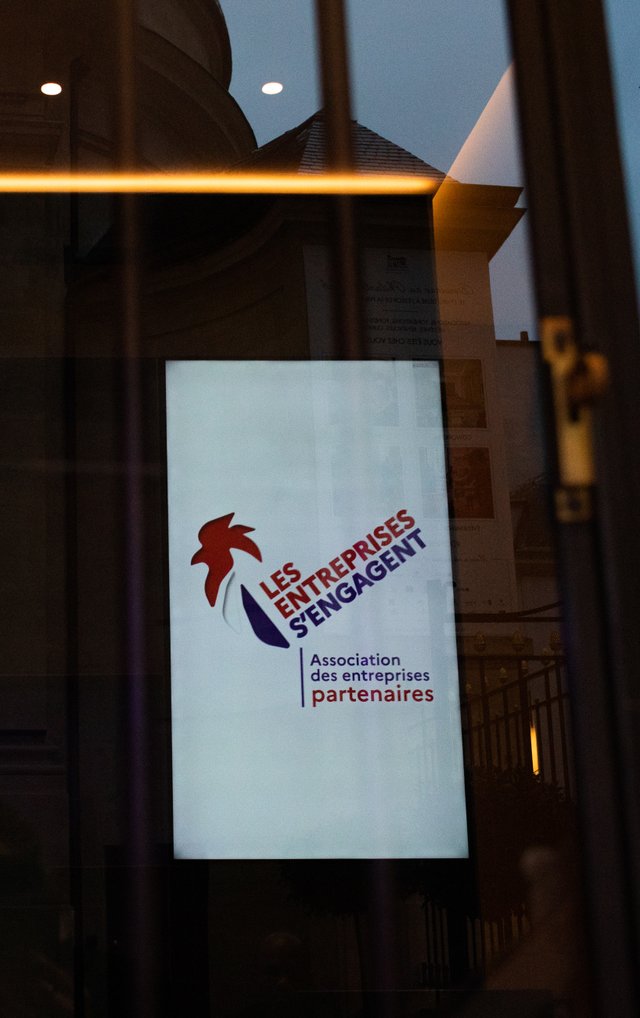 LES
ENTREPRISES
S'ENGAGENT
Association
des entreprises
partenaires